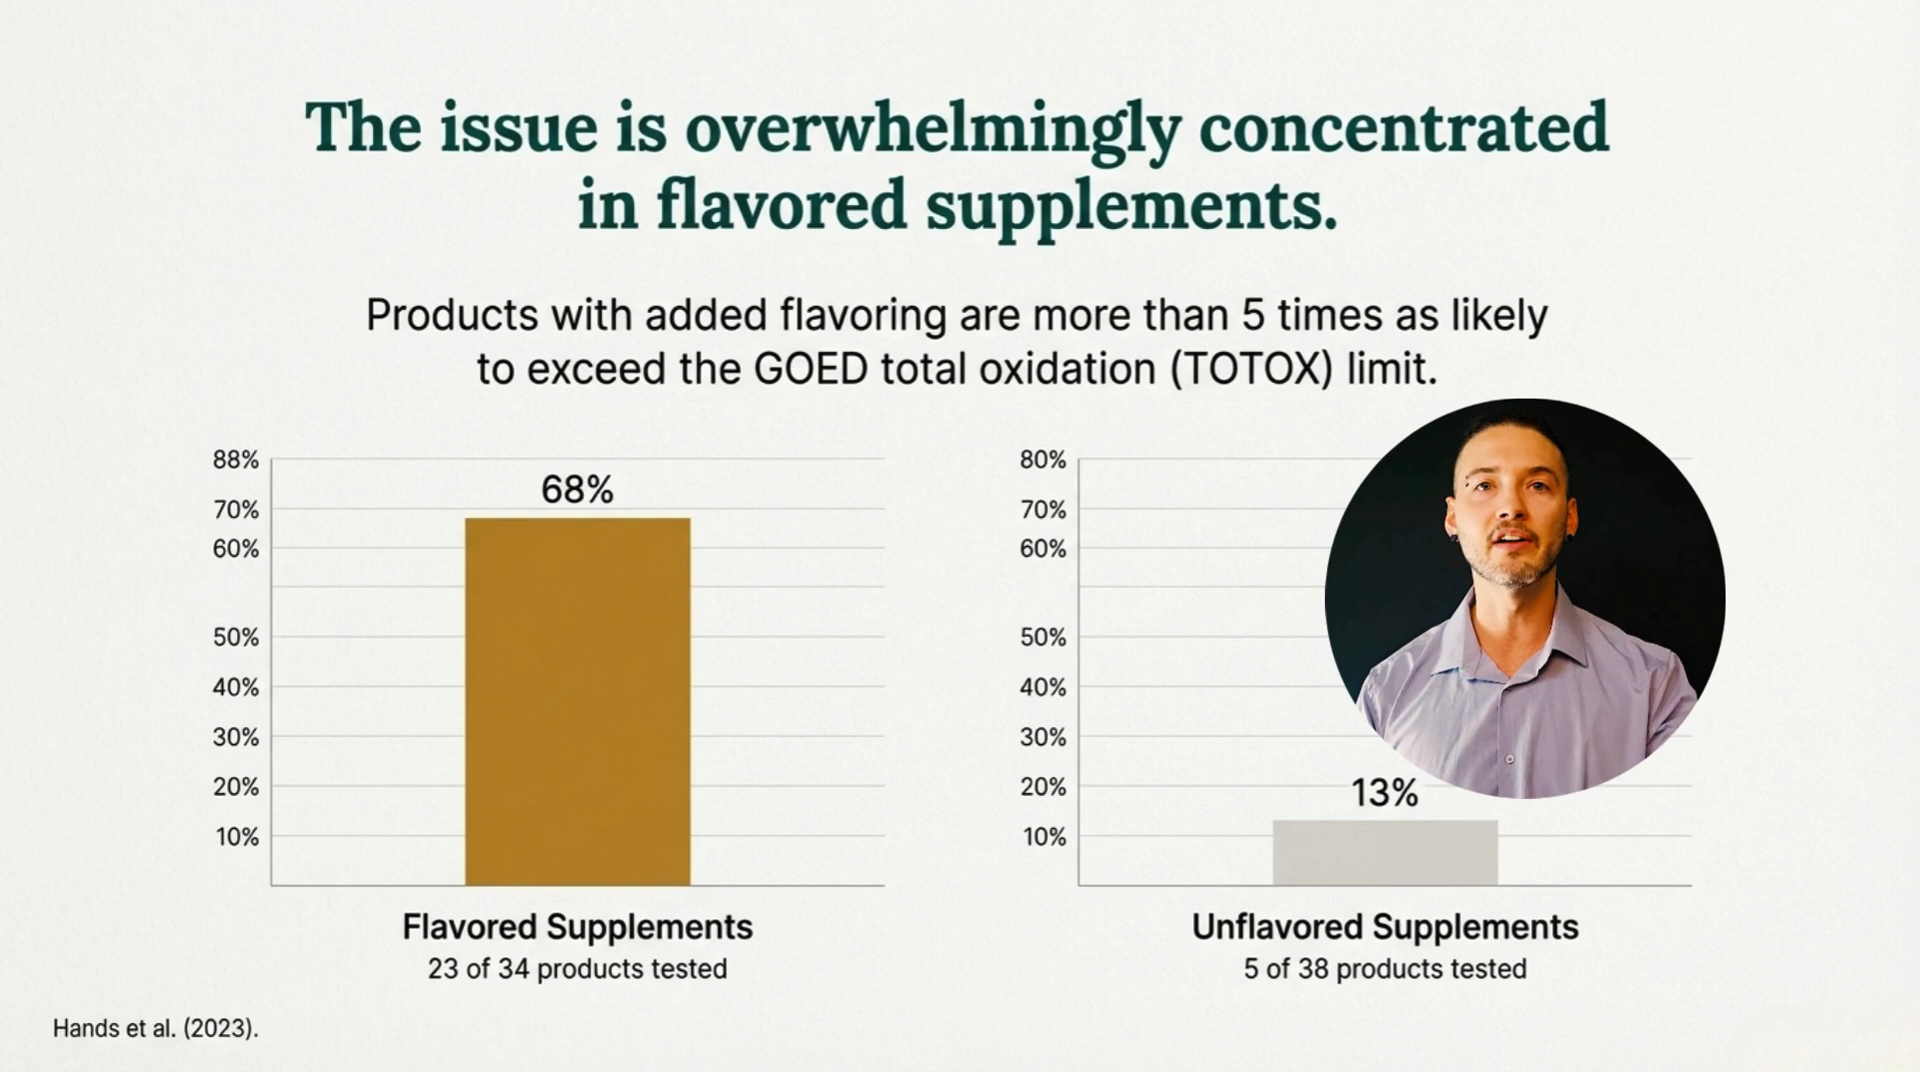 The issue is overwhelmingly concentrated
in flavored supplements.
Products with added flavoring are more than 5 times as likely
to exceed the GOED total oxidation (TOTOX) limit.
88%
70%
60%
50%
40%
30%
20%
10%
68%
Flavored Supplements
23 of 34 products tested
80%
70%
60%
50%
40%
30%
20%
10%
13%
Unflavored Supplements
5 of 38 products tested
Hands et al. (2023).